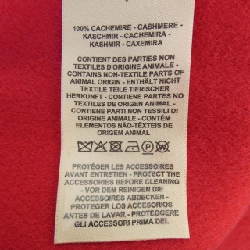 100% CACHEMIRE - CASHMERE -
KASCHMIR - CACHEMIRA -
KASHMIR - CAXEMIRA
CONTIENT DES PARTIES NON
TEXTILES D'ORIGINE ANIMALE -
CONTAINS NON-TEXTILE PARTS OF
ANIMAL ORIGIN - ENTHÄLT NICHT
TEXTILE TEILE TIERISCHER
HERKUNFT - CONTIENE PARTES NO
TEXTILES DE ORIGEN ANIMAL -
CONTIENE PARTI NON TESSILI DI
ORIGINE ANIMALE - CONTÉM
ELEMENTOS NÃO-TÊXTEIS DE
ORIGEM ANIMAL
PROTÉGER LES ACCESSOIRES
AVANT ENTRETIEN - PROTECT THE
ACCESSORIES BEFORE CLEANING
- VOR DEM REINIGEN DIE
ACCESSOIRES ABDECKEN -
PROTEGER LOS ACCESORIOS
ANTES DE LAVAR - PROTEGGERE
GLI ACCESSORI PRIMA DEL